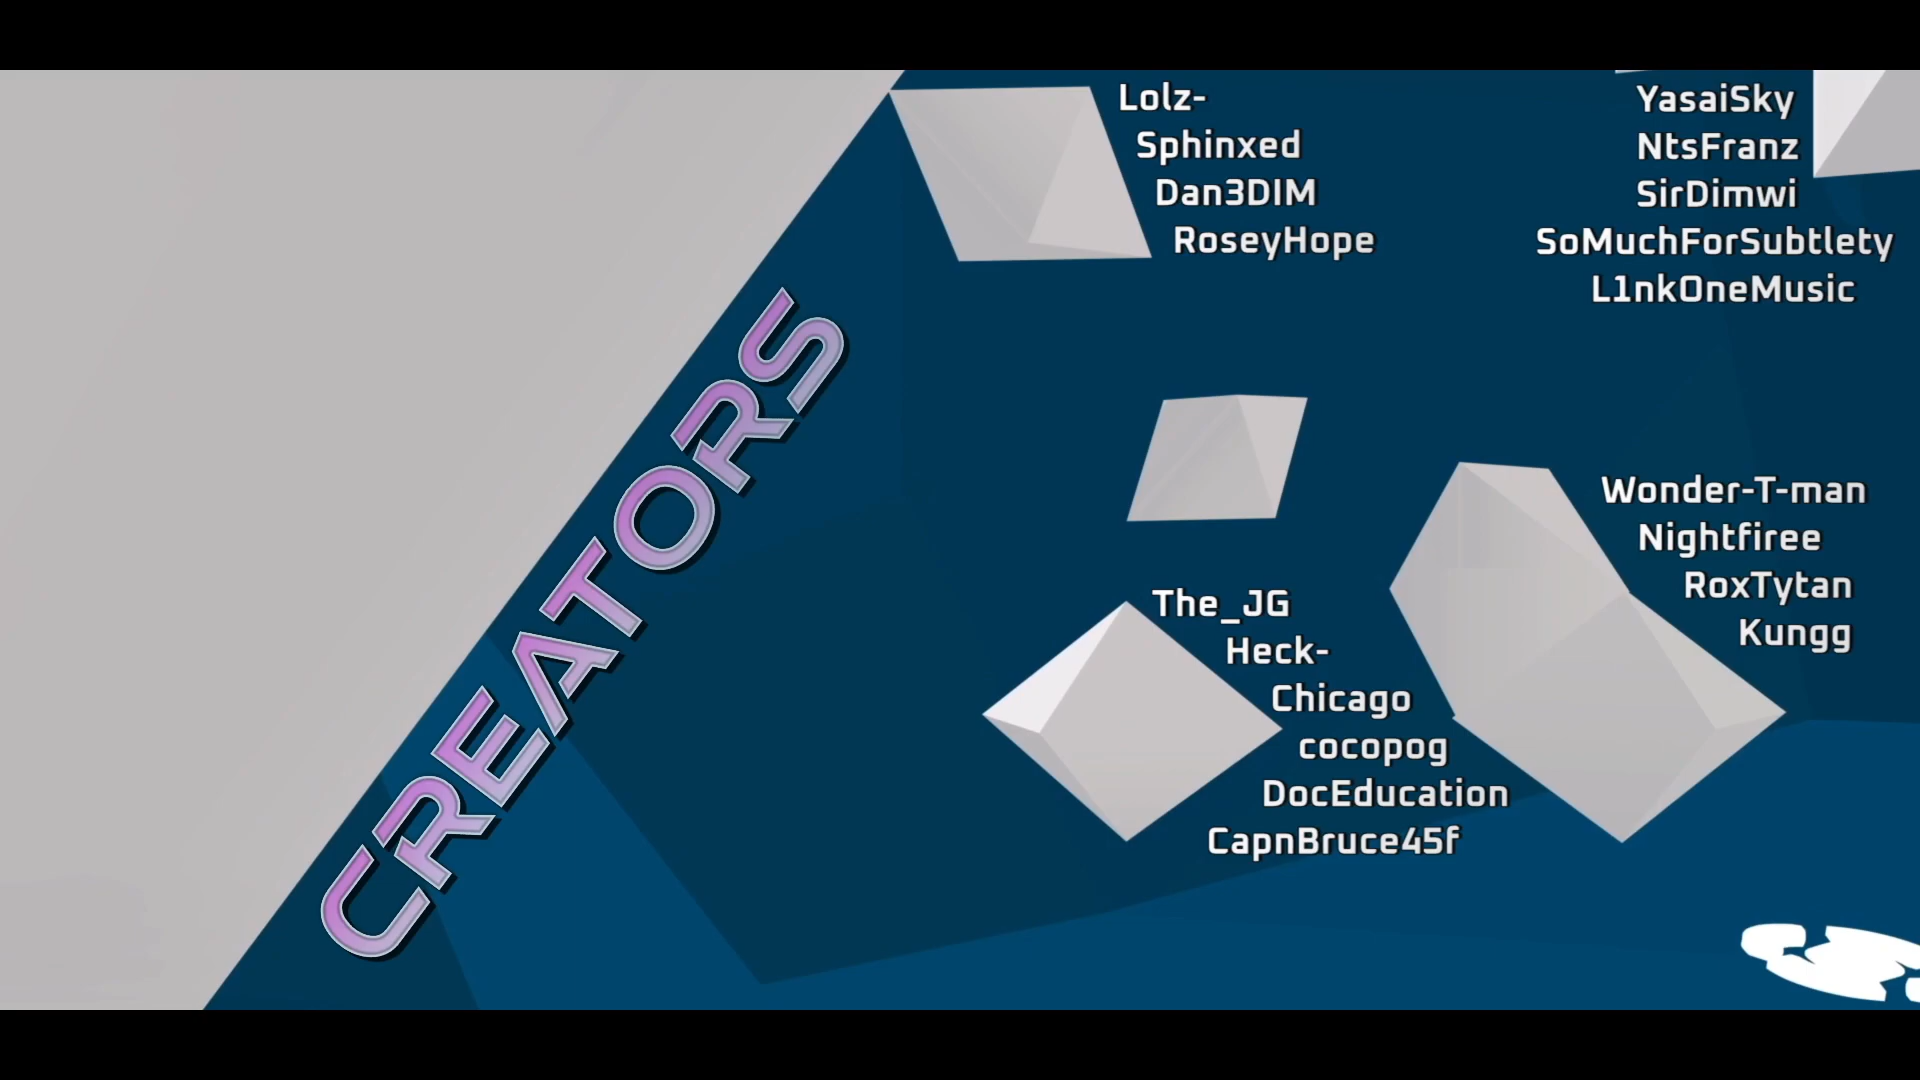 Lolz-
Sphinxed
Dan3DIM
RoseyHope
YasaiSky
NtsFranz
SirDimwi
SoMuchForSubtlety
L1nkOneMusic
CREATORS
Wonder-T-man
Nightfiree
RoxTytan
Kungg
The_JG
Heck-
Chicago
cocopog
DocEducation
CapnBruce45f